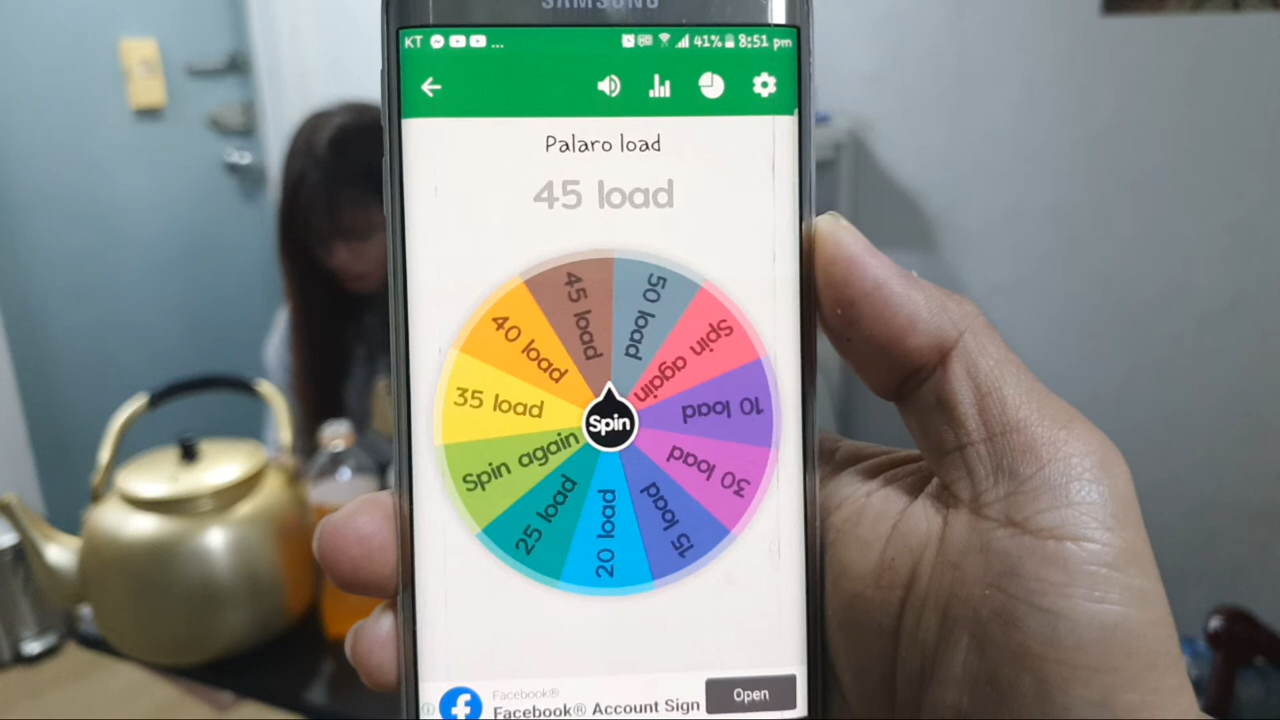 SAMSUNG
KT ... 41% 8:51 pm
Palaro load
45 load
45 load
50 load
Spin again
10 load
30 load
15 load
20 load
25 load
Spin again
35 load
40 load
Spin
Facebook®
Facebook® Account Sign
Open